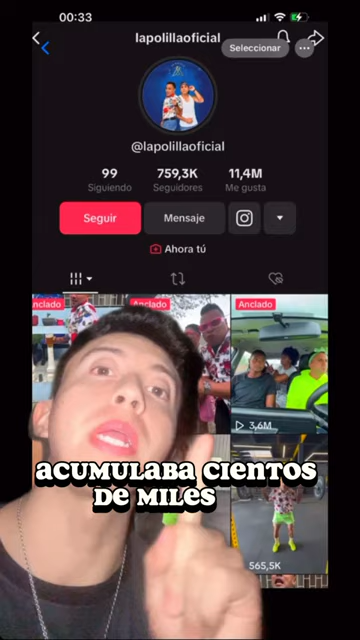 00:33
lapolillaoficial
Seleccionar
@lapolillaoficial
99
Siguiendo
759,3K
Seguidores
11,4M
Me gusta
Seguir
Mensaje
Ahora tú
Anclado
Anclado
3,6M
ACUMULABA CIENTOS
DE MILES
565,5K